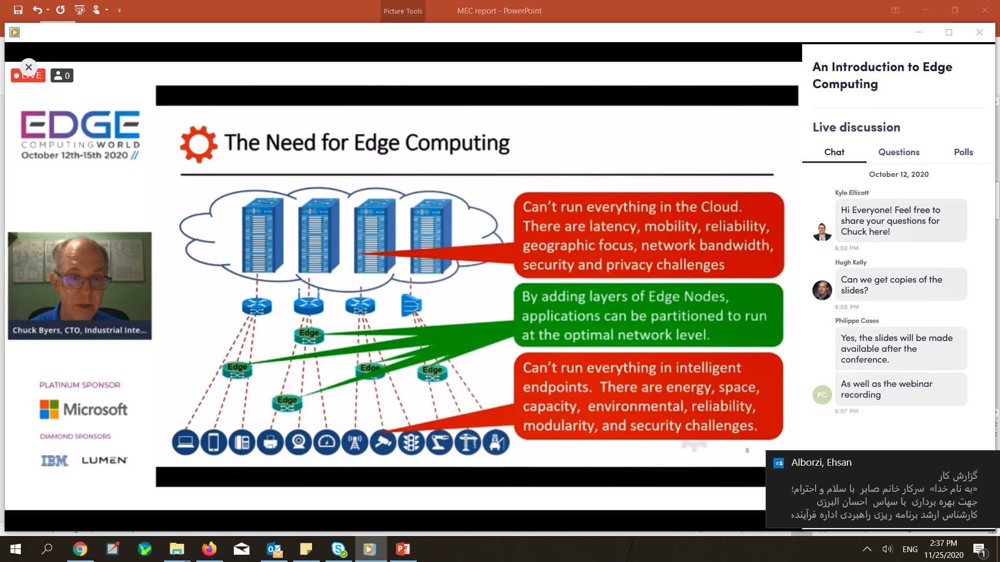 Picture Tools
MEC report - PowerPoint
LIVE
0
EDGE
COMPUTINGWORLD
October 12th-15th 2020 //
Chuck Byers, CTO, Industrial Inte...
PLATINUM SPONSOR
Microsoft
DIAMOND SPONSORS
IBM LUMEN
The Need for Edge Computing
Edge
Edge
Edge
Edge
Edge
Can't run everything in the Cloud.
There are latency, mobility, reliability,
geographic focus, network bandwidth,
security and privacy challenges
By adding layers of Edge Nodes,
applications can be partitioned to run
at the optimal network level.
Can't run everything in intelligent
endpoints. There are energy, space,
capacity, environmental, reliability,
modularity, and security challenges.
8
An Introduction to Edge
Computing
Live discussion
Chat Questions Polls
October 12, 2020
Kyle Ellicott
Hi Everyone! Feel free to
share your questions for
Chuck here!
6:02 PM
Hugh Kelly
Can we get copies of the
slides?
6:05 PM
Philippe Cases
Yes, the slides will be made
available after the
conference.
PC
As well as the webinar
recording
6:07 PM
Alborzi, Ehsan
گزارش کار
«به نام خدا» سرکار خانم صابر با سلام و احترام؛
جهت بهره برداری با سپاس احسان البرزی
کارشناس ارشد برنامه ریزی راهبردی اداره فرآینده
ENG
2:37 PM
11/25/2020
1